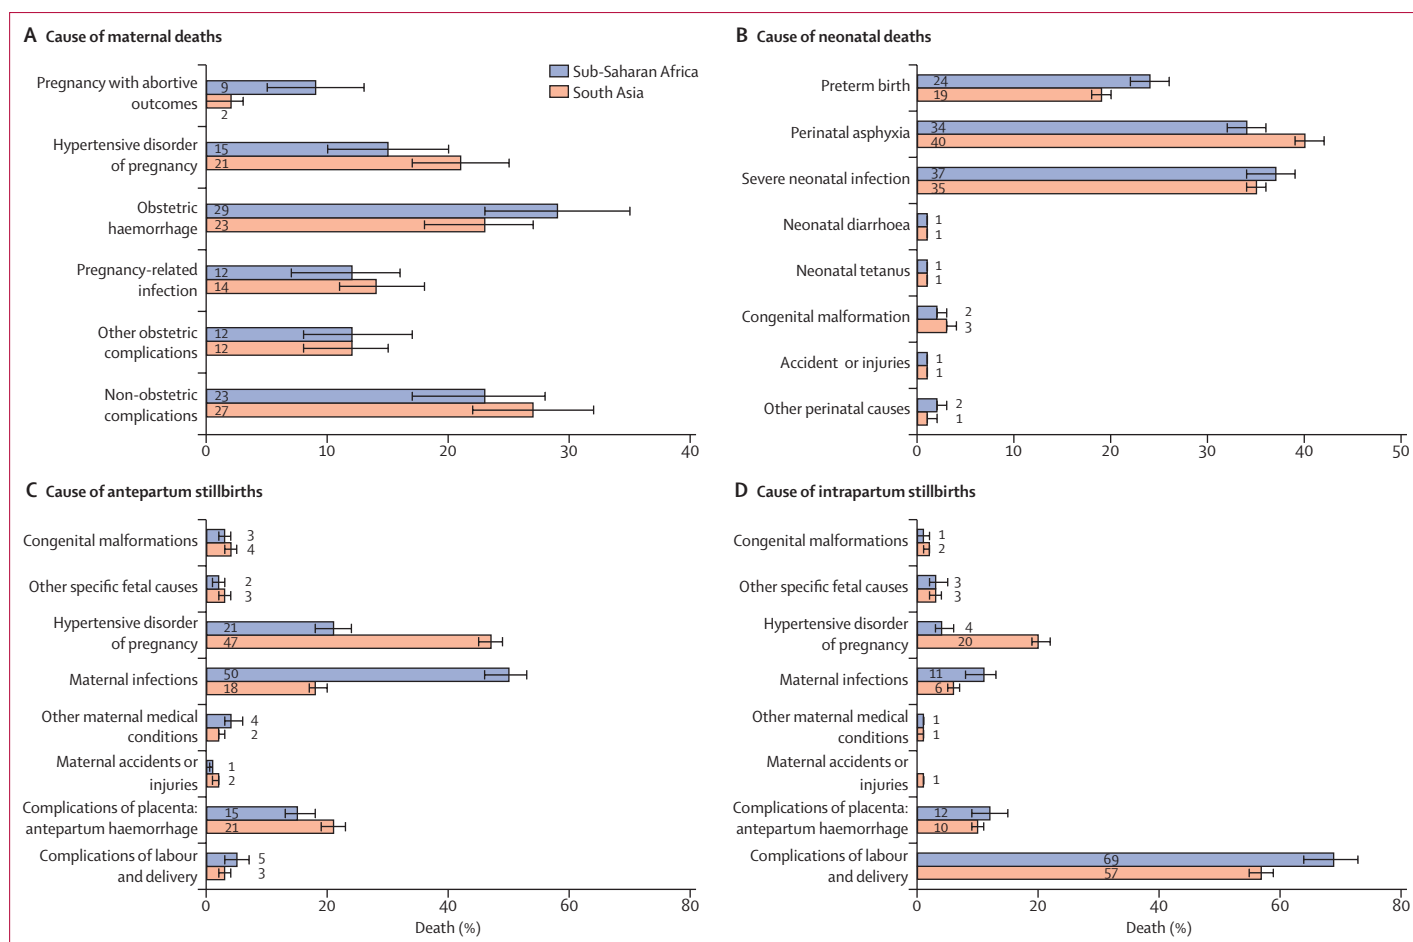 A Cause of maternal deaths
Sub-Saharan Africa
South Asia
Pregnancy with abortive
outcomes
9
2
Hypertensive disorder
of pregnancy
15
21
Obstetric
haemorrhage
29
23
Pregnancy-related
infection
12
14
Other obstetric
complications
12
12
Non-obstetric
complications
23
27
0 10 20 30 40
B Cause of neonatal deaths
Preterm birth
24
19
Perinatal asphyxia
34
40
Severe neonatal infection
37
35
Neonatal diarrhoea
1
1
Neonatal tetanus
1
1
Congenital malformation
2
3
Accident or injuries
1
1
Other perinatal causes
2
1
0 10 20 30 40 50
C Cause of antepartum stillbirths
Congenital malformations
3
4
Other specific fetal causes
2
3
Hypertensive disorder
of pregnancy
21
47
Maternal infections
50
18
Other maternal medical
conditions
4
2
Maternal accidents or
injuries
1
2
Complications of placenta:
antepartum haemorrhage
15
21
Complications of labour
and delivery
5
3
0 20 40 60 80
Death (%)
D Cause of intrapartum stillbirths
Congenital malformations
1
2
Other specific fetal causes
3
3
Hypertensive disorder
of pregnancy
4
20
Maternal infections
11
6
Other maternal medical
conditions
1
1
Maternal accidents or
injuries
1
Complications of placenta:
antepartum haemorrhage
12
10
Complications of labour
and delivery
69
57
0 20 40 60 80
Death (%)